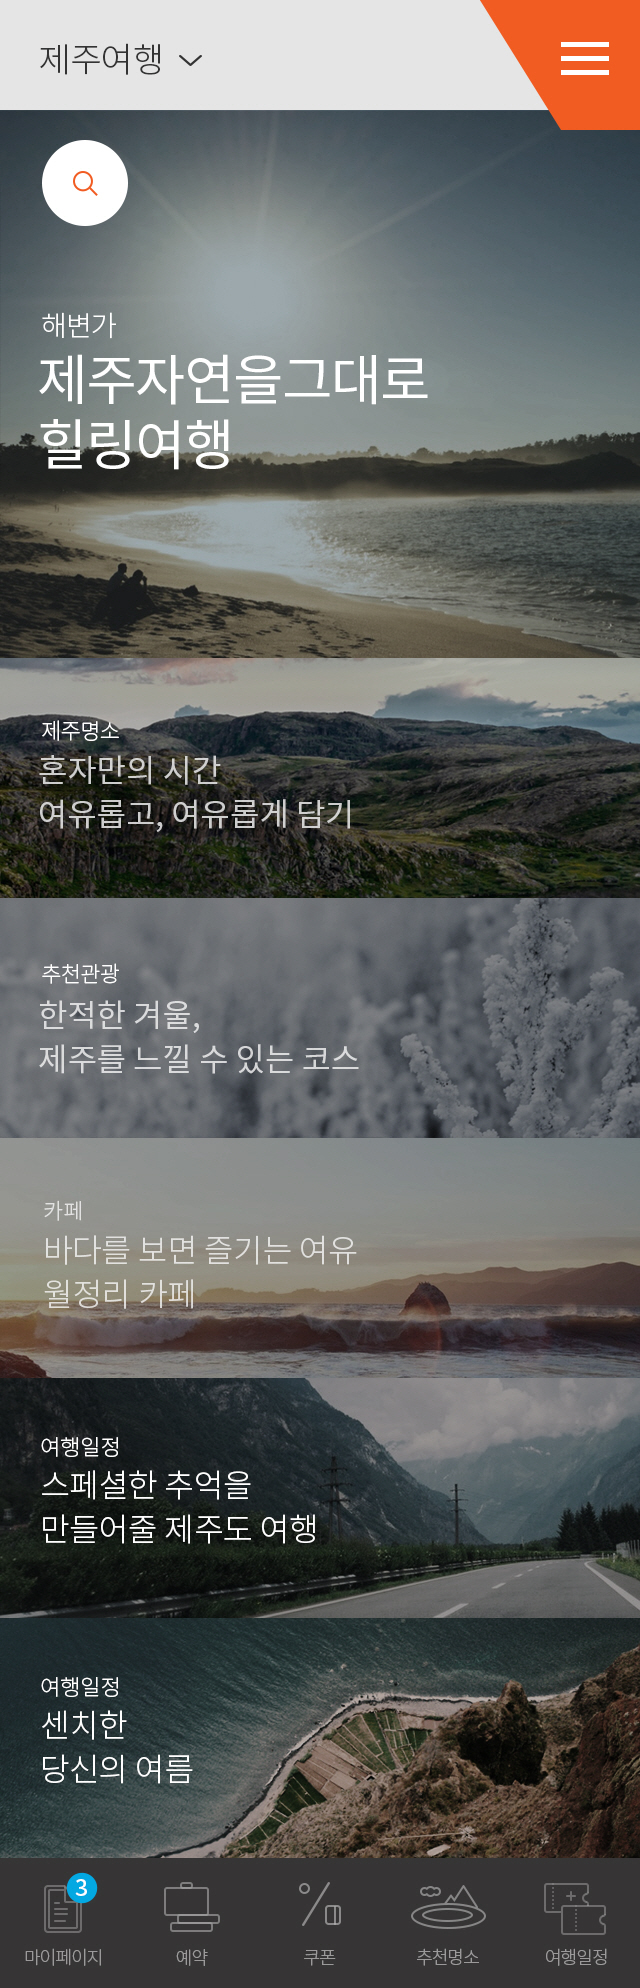 제주여행
해변가
제주자연을그대로
힐링여행
제주명소
혼자만의 시간
여유롭고, 여유롭게 담기
추천관광
한적한 겨울,
제주를 느낄 수 있는 코스
카페
바다를 보면 즐기는 여유
월정리 카페
여행일정
스페셜한 추억을
만들어줄 제주도 여행
여행일정
센치한
당신의 여름
3
마이페이지
예약
쿠폰
추천명소
여행일정